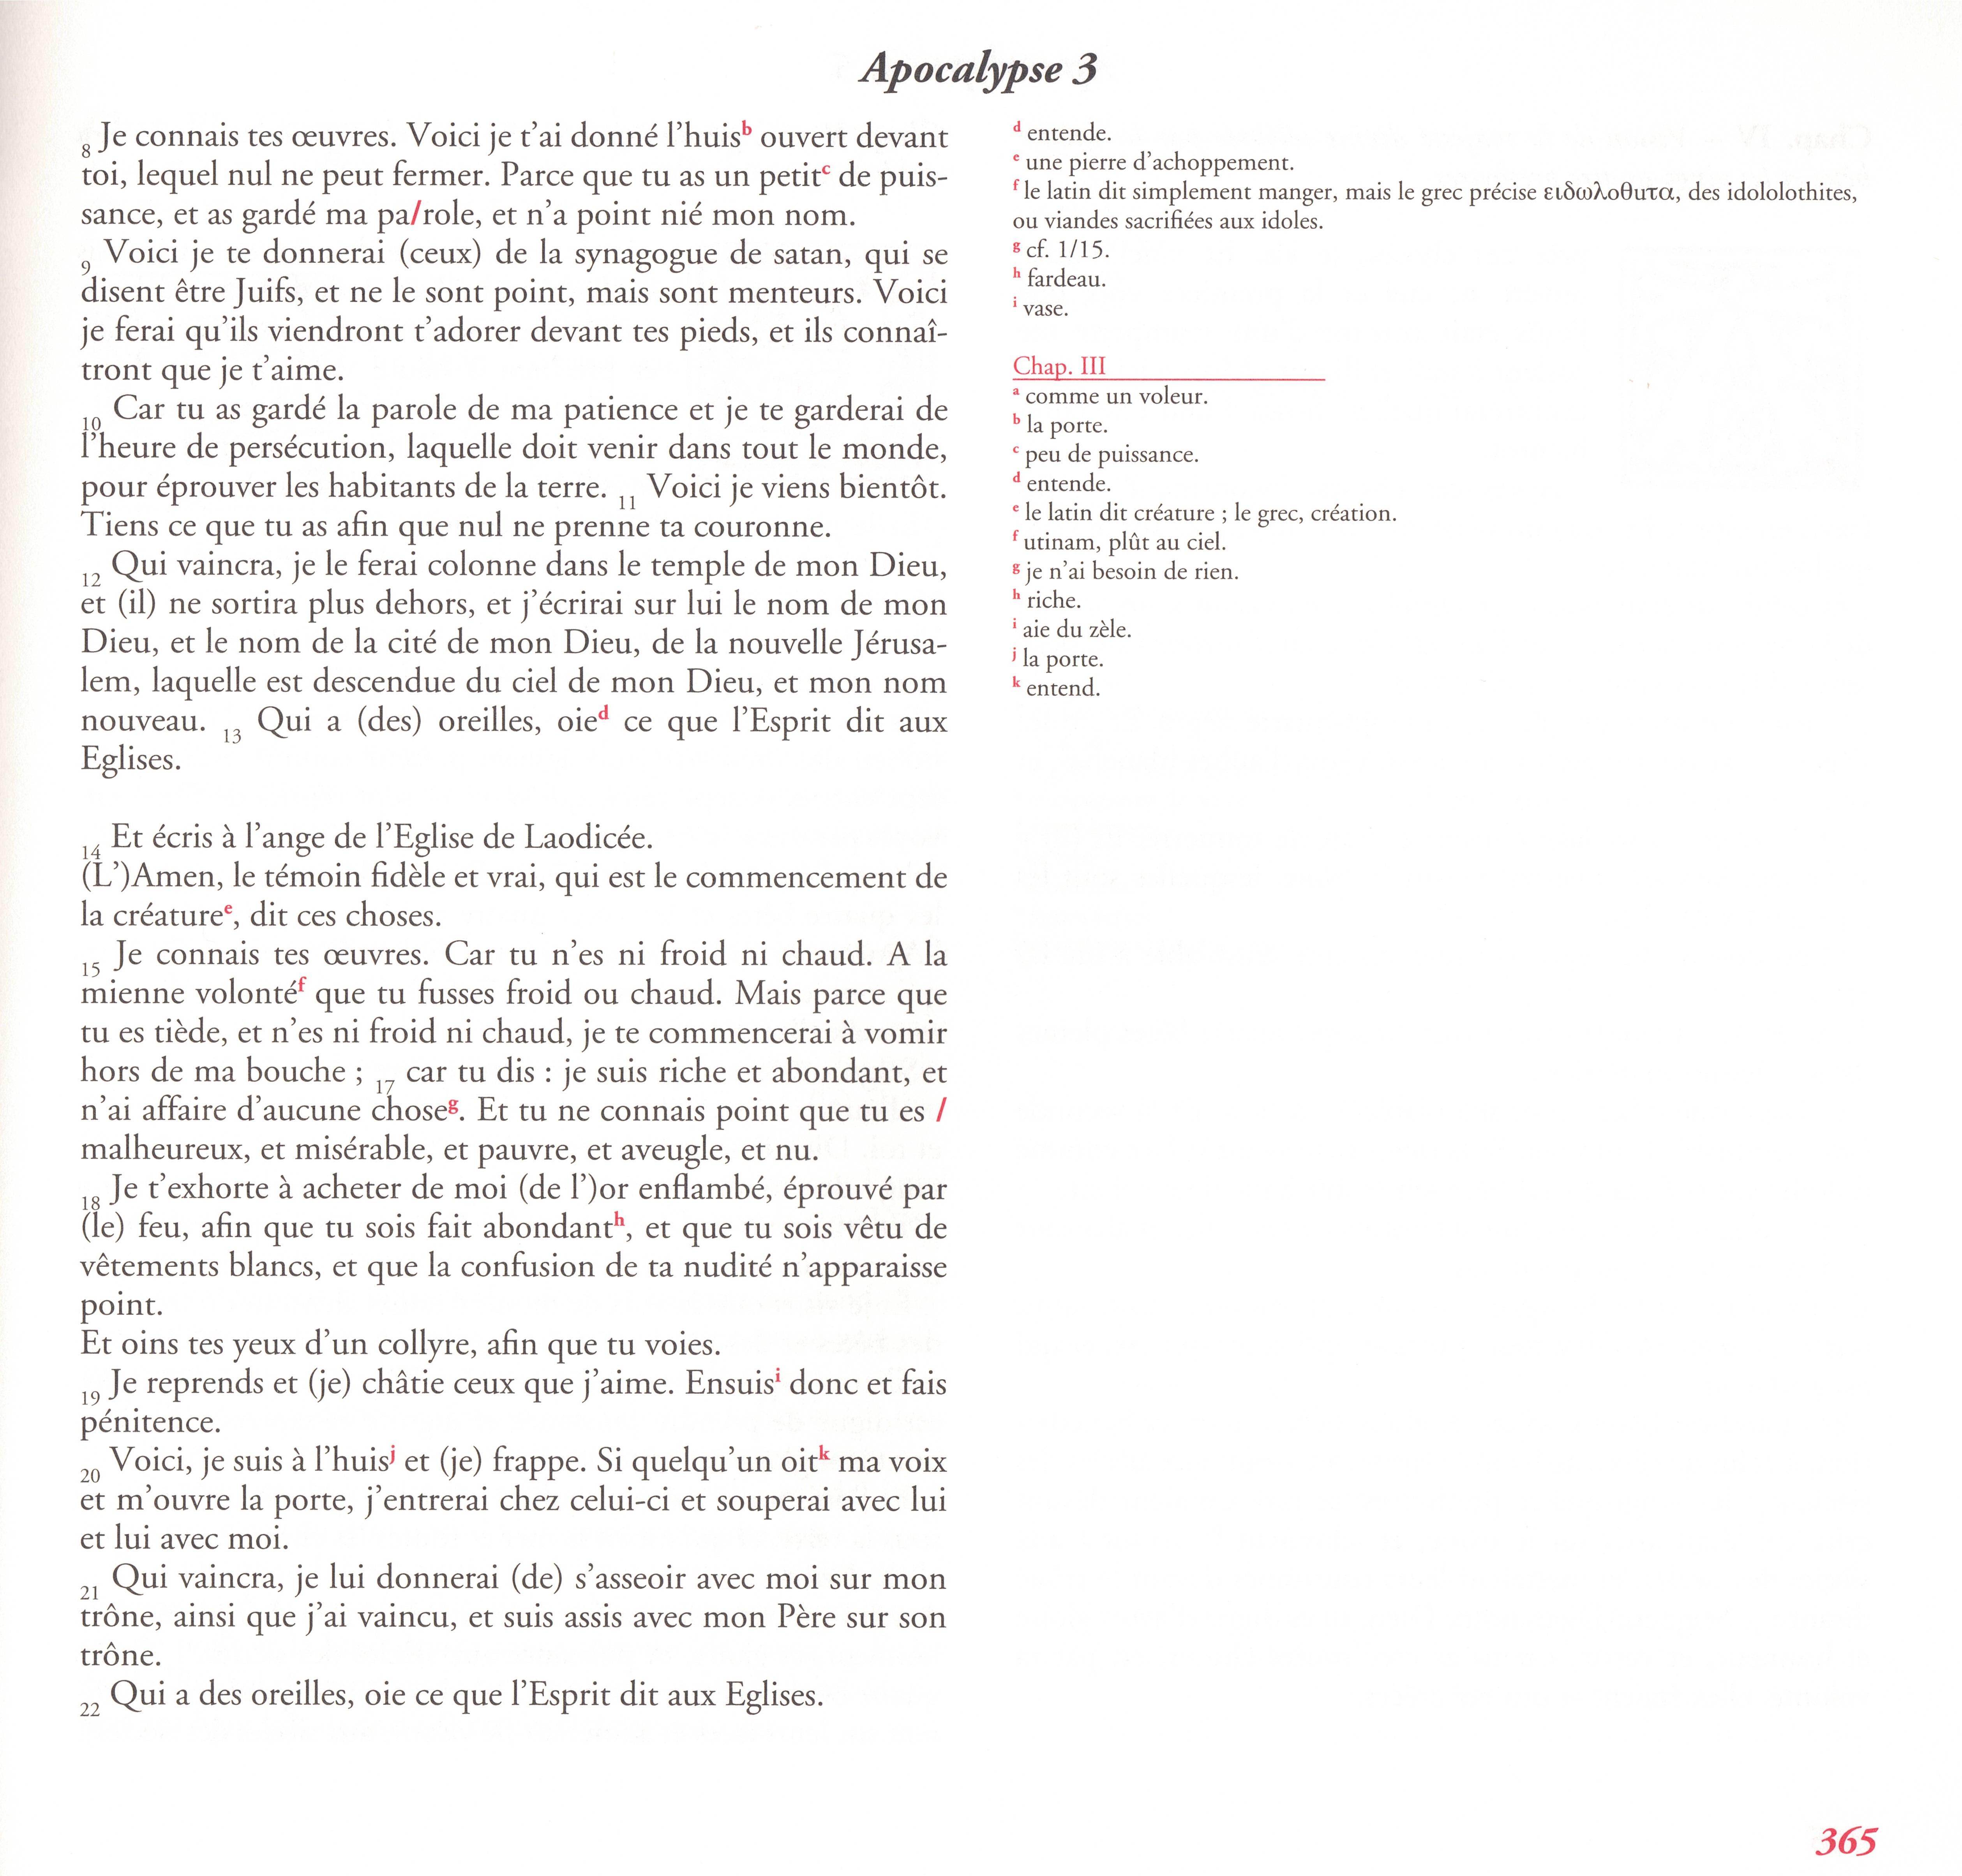 Apocalypse 3
8 Je connais tes œuvres. Voici je t'ai donné l'huisb ouvert devant
toi, lequel nul ne peut fermer. Parce que tu as un petitc de puis-
sance, et as gardé ma pa/role, et n'a point nié mon nom.
9 Voici je te donnerai (ceux) de la synagogue de satan, qui se
disent être Juifs, et ne le sont point, mais sont menteurs. Voici
je ferai qu'ils viendront t'adorer devant tes pieds, et ils connaî-
tront que je t'aime.
10 Car tu as gardé la parole de ma patience et je te garderai de
l'heure de persécution, laquelle doit venir dans tout le monde,
pour éprouver les habitants de la terre. 11 Voici je viens bientôt.
Tiens ce que tu as afin que nul ne prenne ta couronne.
12 Qui vaincra, je le ferai colonne dans le temple de mon Dieu,
et (il) ne sortira plus dehors, et j'écrirai sur lui le nom de mon
Dieu, et le nom de la cité de mon Dieu, de la nouvelle Jérusa-
lem, laquelle est descendue du ciel de mon Dieu, et mon nom
nouveau. 13 Qui a (des) oreilles, oied ce que l'Esprit dit aux
Eglises.
14 Et écris à l'ange de l'Eglise de Laodicée.
(L')Amen, le témoin fidèle et vrai, qui est le commencement de
la créaturee, dit ces choses.
15 Je connais tes œuvres. Car tu n'es ni froid ni chaud. A la
mienne volontéf que tu fusses froid ou chaud. Mais parce que
tu es tiède, et n'es ni froid ni chaud, je te commencerai à vomir
hors de ma bouche ; 17 car tu dis : je suis riche et abondant, et
n'ai affaire d'aucune choseg. Et tu ne connais point que tu es /
malheureux, et misérable, et pauvre, et aveugle, et nu.
18 Je t'exhorte à acheter de moi (de l')or enflambé, éprouvé par
(le) feu, afin que tu sois fait abondanth, et que tu sois vêtu de
vêtements blancs, et que la confusion de ta nudité n'apparaisse
point.
Et oins tes yeux d'un collyre, afin que tu voies.
19 Je reprends et (je) châtie ceux que j'aime. Ensuisi donc et fais
pénitence.
20 Voici, je suis à l'huisj et (je) frappe. Si quelqu'un oitk ma voix
et m'ouvre la porte, j'entrerai chez celui-ci et souperai avec lui
et lui avec moi.
21 Qui vaincra, je lui donnerai (de) s'asseoir avec moi sur mon
trône, ainsi que j'ai vaincu, et suis assis avec mon Père sur son
trône.
22 Qui a des oreilles, oie ce que l'Esprit dit aux Eglises.
d entende.
e une pierre d'achoppement.
f le latin dit simplement manger, mais le grec précise ειδωλοθυτα, des idololothites,
ou viandes sacrifiées aux idoles.
g cf. 1/15.
h fardeau.
i vase.
Chap. III
a comme un voleur.
b la porte.
c peu de puissance.
d entende.
e le latin dit créature ; le grec, création.
f utinam, plût au ciel.
g je n'ai besoin de rien.
h riche.
i aie du zèle.
j la porte.
k entend.
365